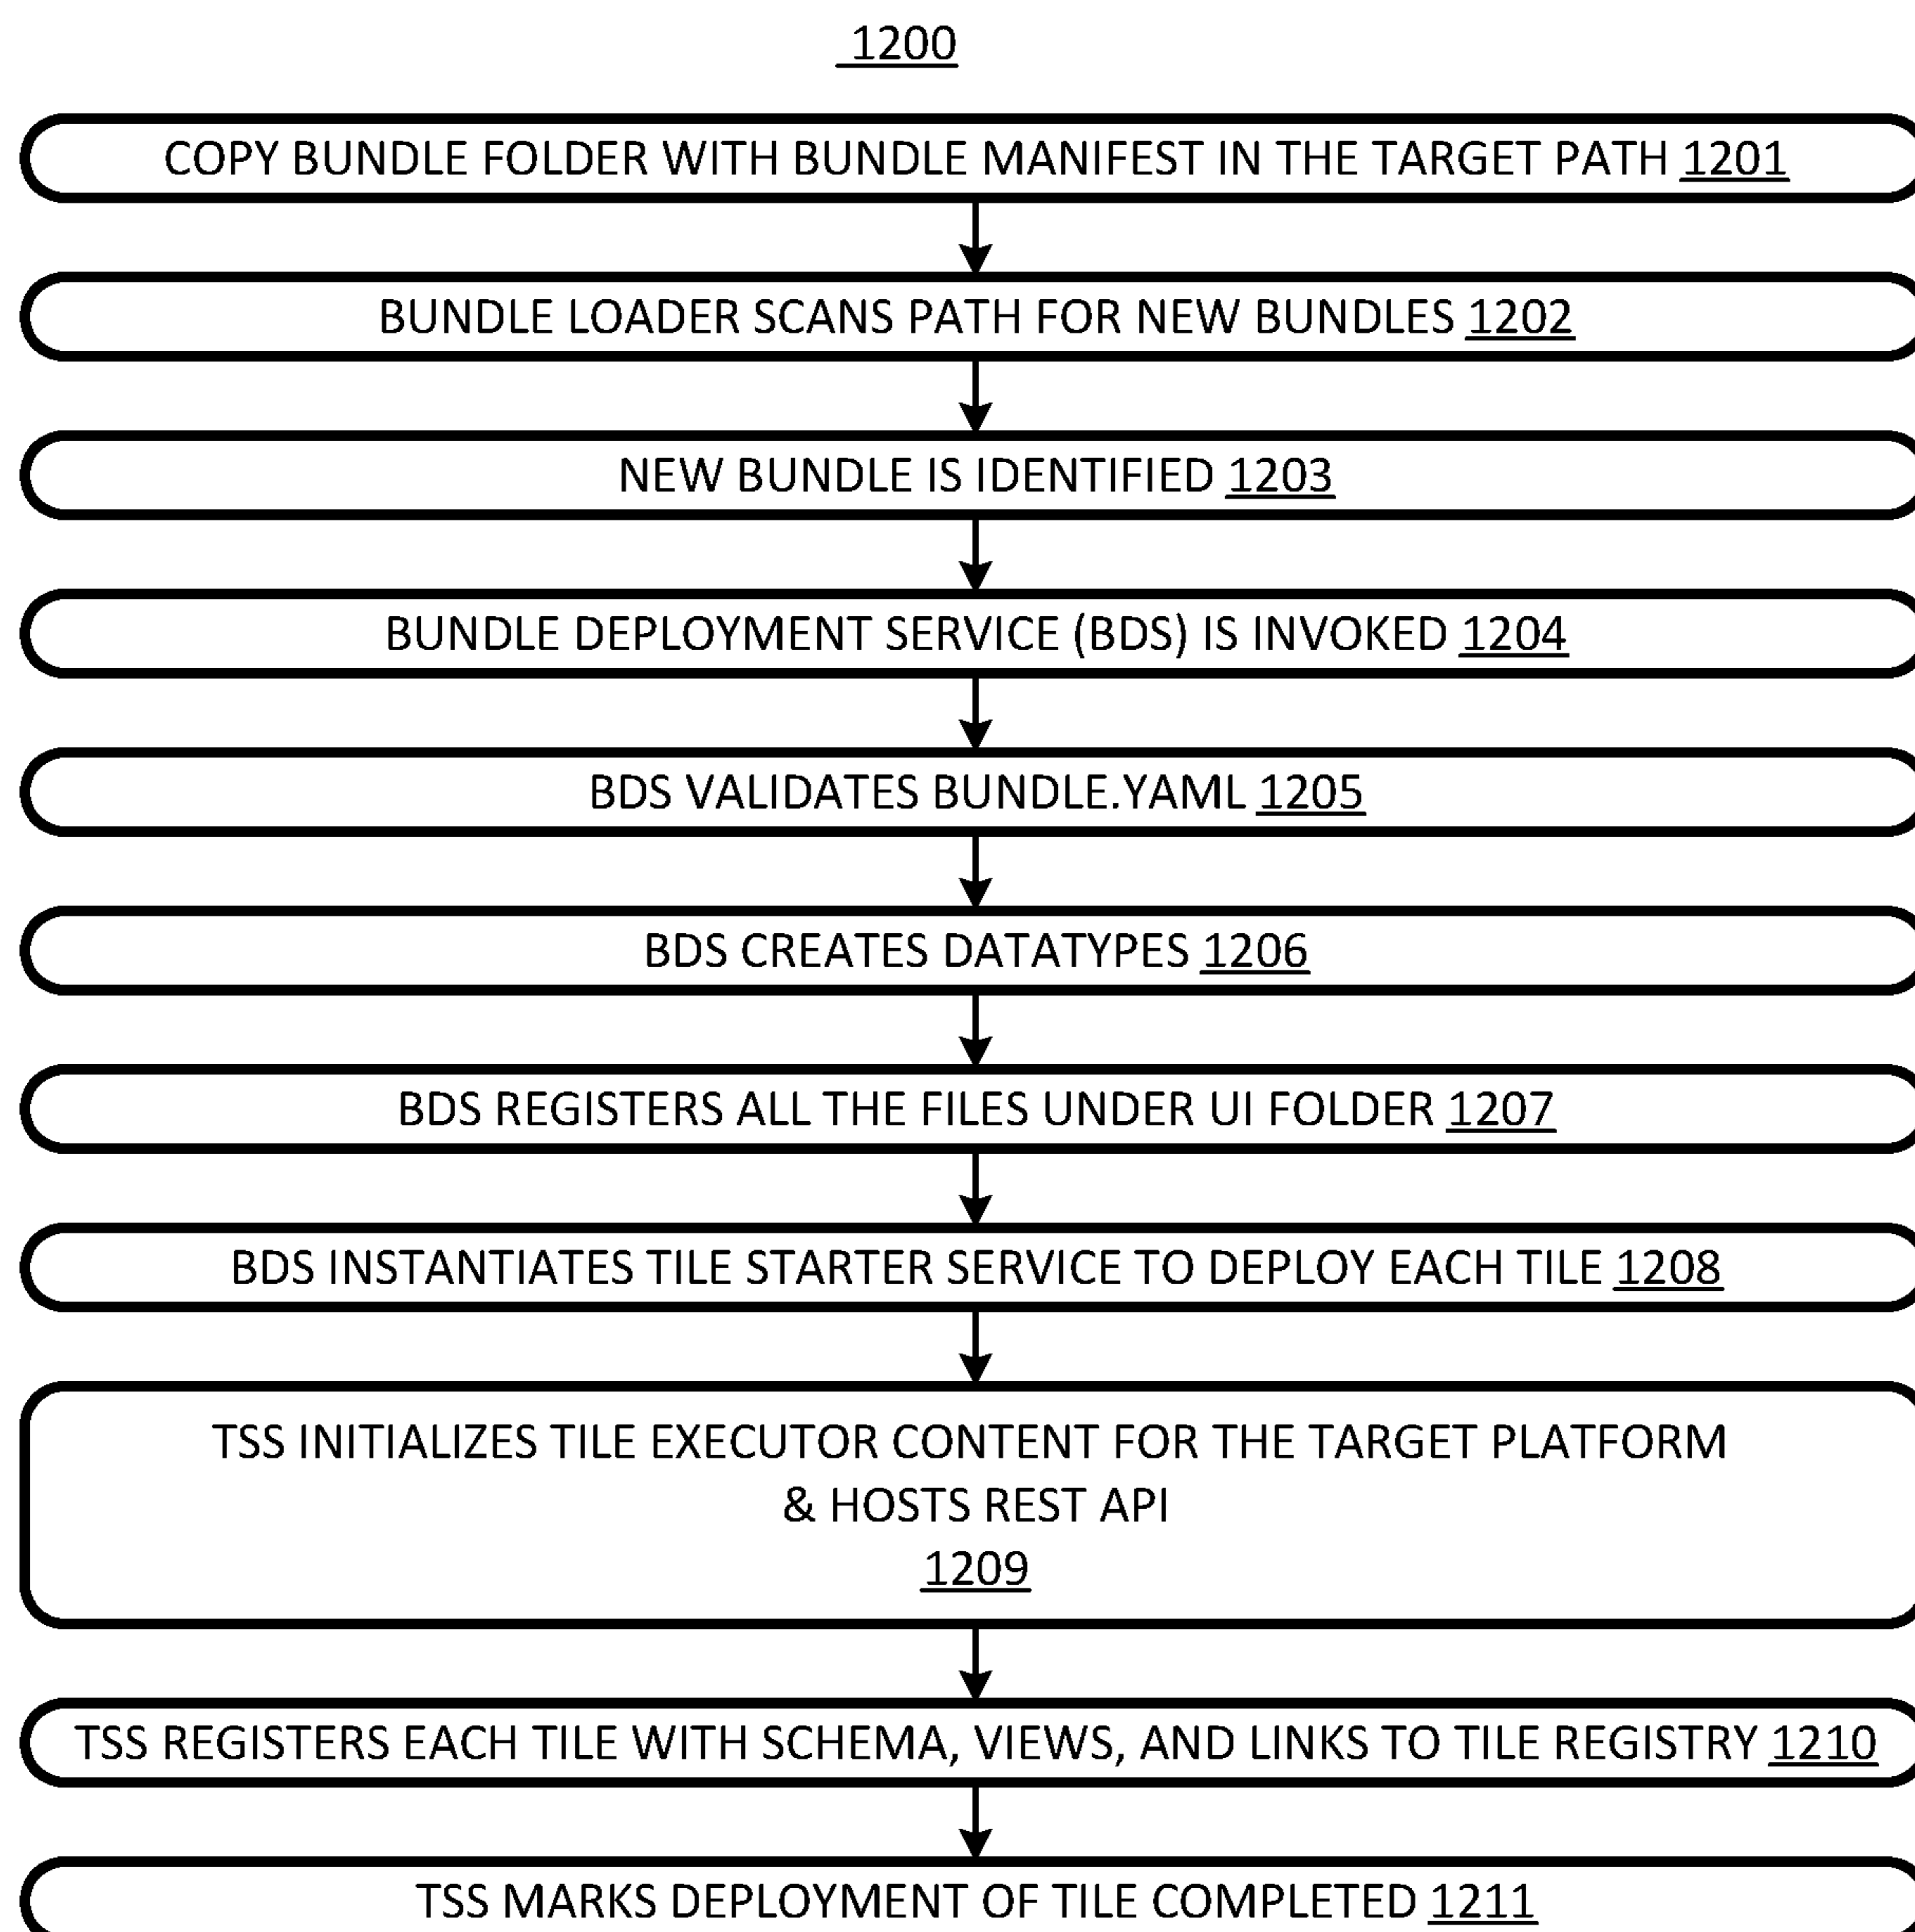 1200
COPY BUNDLE FOLDER WITH BUNDLE MANIFEST IN THE TARGET PATH 1201
BUNDLE LOADER SCANS PATH FOR NEW BUNDLES 1202
NEW BUNDLE IS IDENTIFIED 1203
BUNDLE DEPLOYMENT SERVICE (BDS) IS INVOKED 1204
BDS VALIDATES BUNDLE.YAML 1205
BDS CREATES DATATYPES 1206
BDS REGISTERS ALL THE FILES UNDER UI FOLDER 1207
BDS INSTANTIATES TILE STARTER SERVICE TO DEPLOY EACH TILE 1208
TSS INITIALIZES TILE EXECUTOR CONTENT FOR THE TARGET PLATFORM
& HOSTS REST API
1209
TSS REGISTERS EACH TILE WITH SCHEMA, VIEWS, AND LINKS TO TILE REGISTRY 1210
TSS MARKS DEPLOYMENT OF TILE COMPLETED 1211